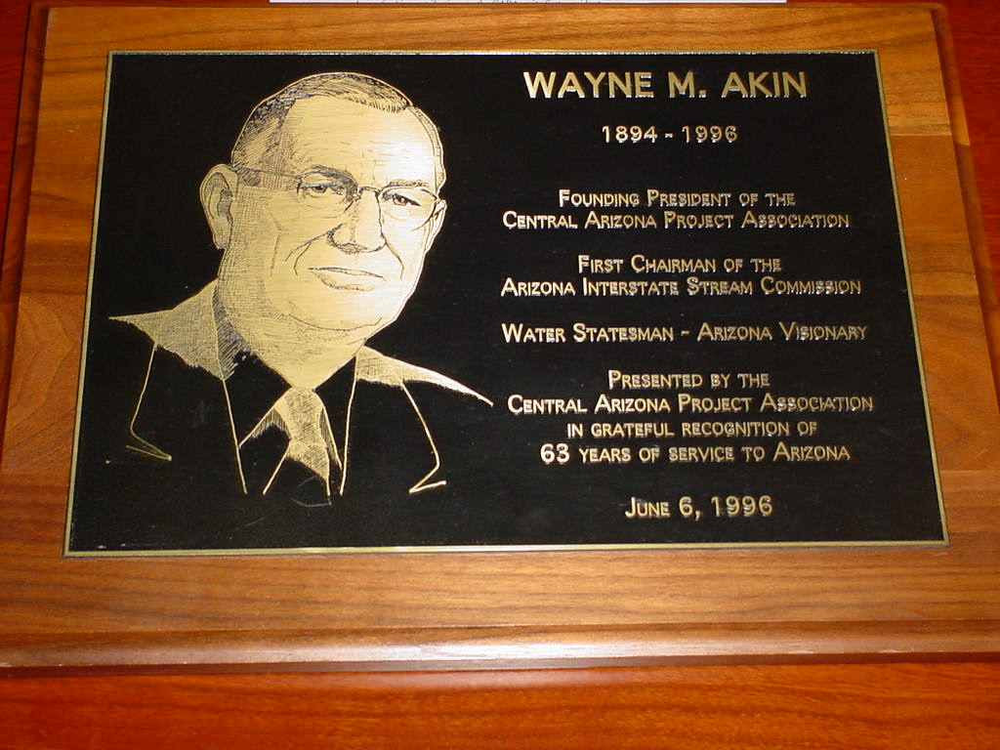 WAYNE M. AKIN
1894 - 1996
FOUNDING PRESIDENT OF THE
CENTRAL ARIZONA PROJECT ASSOCIATION
FIRST CHAIRMAN OF THE
ARIZONA INTERSTATE STREAM COMMISSION
WATER STATESMAN - ARIZONA VISIONARY
PRESENTED BY THE
CENTRAL ARIZONA PROJECT ASSOCIATION
IN GRATEFUL RECOGNITION OF
63 YEARS OF SERVICE TO ARIZONA
JUNE 6, 1996